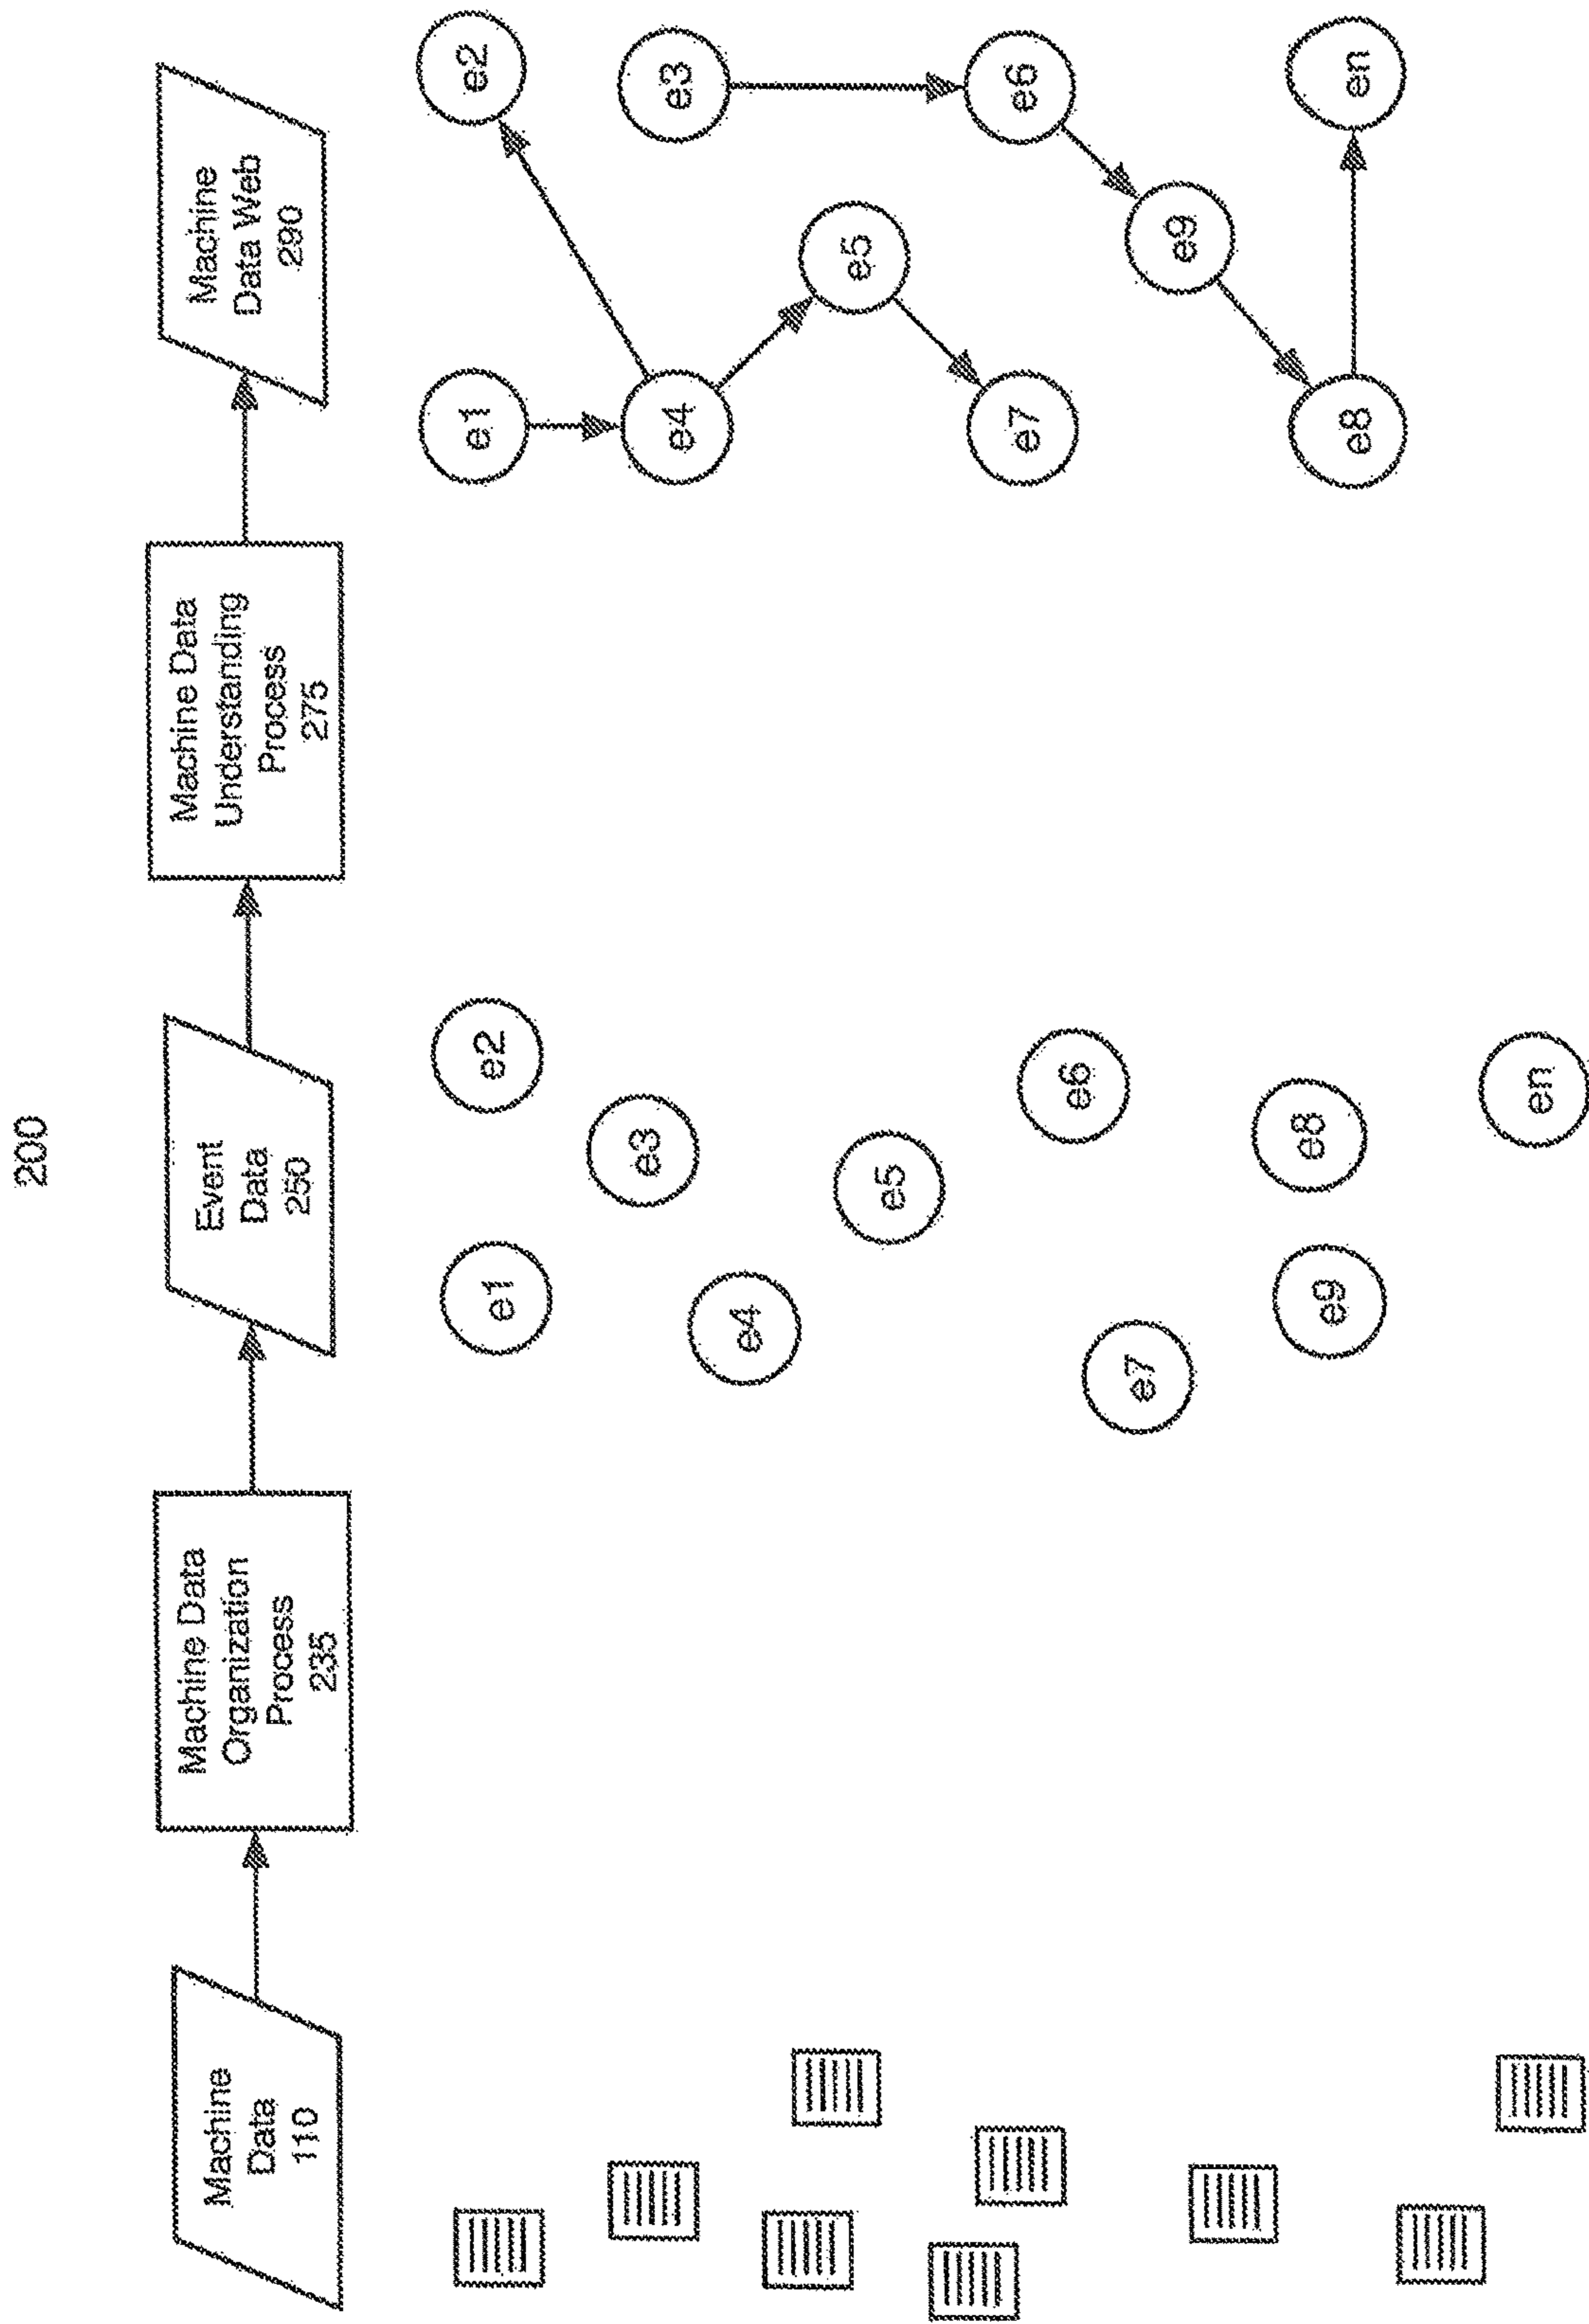 200
Machine
Data
110
Machine Data
Organization
Process
235
Event
Data
250
Machine Data
Understanding
Process
275
Machine
Data Web
290
e1
e2
e3
e4
e5
e6
e7
e8
e9
en
e1
e2
e3
e4
e5
e6
e7
e9
e8
en